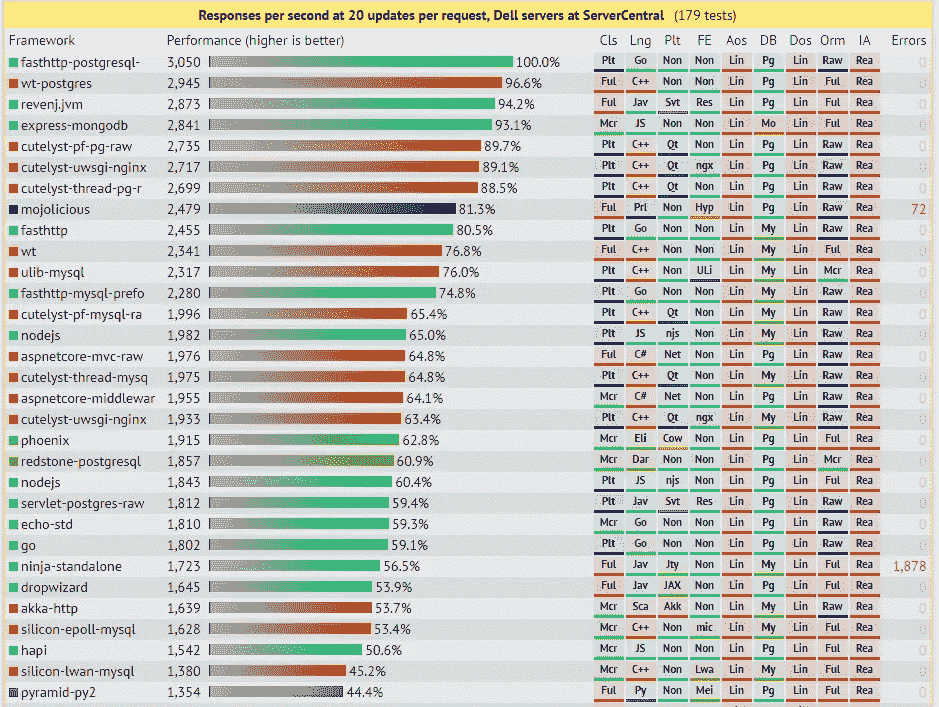 Responses per second at 20 updates per request, Dell servers at ServerCentral (179 tests)
Framework Performance (higher is better) Cls Lng Plt FE Aos DB Dos Orm IA Errors
fasthttp-postgresql- 3,050 100.0% Plt Go Non Non Lin Pg Lin Raw Rea 0
wt-postgres 2,945 96.6% Ful C++ Non Non Lin Pg Lin Ful Rea 0
revenj.jvm 2,873 94.2% Ful Jav Svt Res Lin Pg Lin Ful Rea 0
express-mongodb 2,841 93.1% Mcr JS Non Non Lin Mo Lin Ful Rea 0
cutelyst-pf-pg-raw 2,735 89.7% Plt C++ Qt Non Lin Pg Lin Raw Rea 0
cutelyst-uwsgi-nginx 2,717 89.1% Plt C++ Qt ngx Lin Pg Lin Raw Rea 0
cutelyst-thread-pg-r 2,699 88.5% Plt C++ Qt Non Lin Pg Lin Raw Rea 0
mojolicious 2,479 81.3% Ful Prl Non Hyp Lin Pg Lin Raw Rea 72
fasthttp 2,455 80.5% Plt Go Non Non Lin My Lin Raw Rea 0
wt 2,341 76.8% Ful C++ Non Non Lin My Lin Ful Rea 0
ulib-mysql 2,317 76.0% Plt C++ Non ULi Lin My Lin Mcr Rea 0
fasthttp-mysql-prefo 2,280 74.8% Plt Go Non Non Lin My Lin Raw Rea 0
cutelyst-pf-mysql-ra 1,996 65.4% Plt C++ Qt Non Lin My Lin Raw Rea 0
nodejs 1,982 65.0% Plt JS njs Non Lin My Lin Raw Rea 0
aspnetcore-mvc-raw 1,976 64.8% Ful C# Net Non Lin Pg Lin Raw Rea 0
cutelyst-thread-mysq 1,975 64.8% Plt C++ Qt Non Lin My Lin Raw Rea 0
aspnetcore-middlewar 1,955 64.1% Mcr C# Net Non Lin Pg Lin Raw Rea 0
cutelyst-uwsgi-nginx 1,933 63.4% Plt C++ Qt ngx Lin My Lin Raw Rea 0
phoenix 1,915 62.8% Mcr Eli Cow Non Lin Pg Lin Ful Rea 0
redstone-postgresql 1,857 60.9% Mcr Dar Non Non Lin Pg Lin Mcr Rea 0
nodejs 1,843 60.4% Plt JS njs Non Lin Pg Lin Ful Rea 0
servlet-postgres-raw 1,812 59.4% Plt Jav Svt Res Lin Pg Lin Raw Rea 0
echo-std 1,810 59.3% Mcr Go Non Non Lin Pg Lin Raw Rea 0
go 1,802 59.1% Plt Go Non Non Lin Pg Lin Raw Rea 0
ninja-standalone 1,723 56.5% Ful Jav Jty Non Lin My Lin Ful Rea 1,878
dropwizard 1,645 53.9% Ful Jav JAX Non Lin Pg Lin Ful Rea 0
akka-http 1,639 53.7% Mcr Sca Akk Non Lin My Lin Raw Rea 0
silicon-epoll-mysql 1,628 53.4% Mcr C++ Non mic Lin My Lin Ful Rea 0
hapi 1,542 50.6% Mcr JS Non Non Lin Pg Lin Ful Rea 0
silicon-lwan-mysql 1,380 45.2% Mcr C++ Non Lwa Lin My Lin Ful Rea 0
pyramid-py2 1,354 44.4% Ful Py Non Mei Lin Pg Lin Ful Rea 0